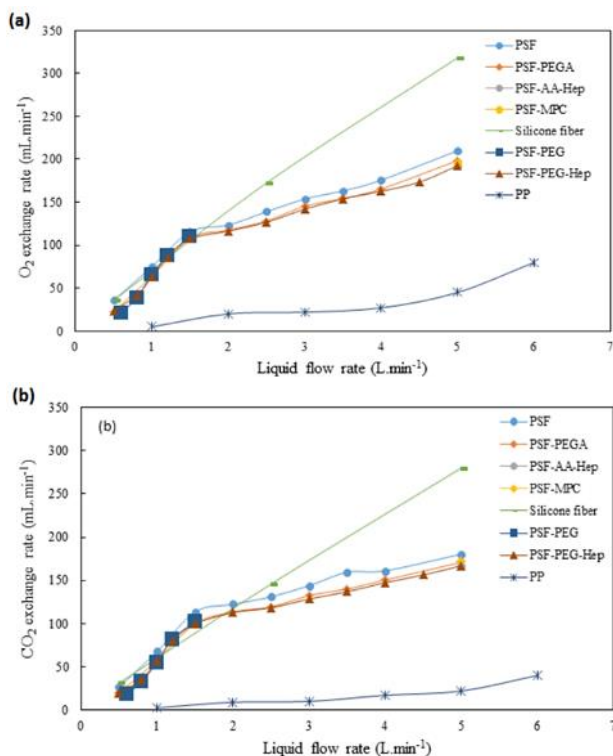 (a)
350
300
250
200
150
100
50
0
O₂ exchange rate (mL.min⁻¹)
0 1 2 3 4 5 6 7
Liquid flow rate (L.min⁻¹)
PSF
PSF-PEGA
PSF-AA-Hep
PSF-MPC
Silicone fiber
PSF-PEG
PSF-PEG-Hep
PP
(b)
(b)
350
300
250
200
150
100
50
0
CO₂ exchange rate (mL.min⁻¹)
0 1 2 3 4 5 6 7
Liquid flow rate (L.min⁻¹)
PSF
PSF-PEGA
PSF-AA-Hep
PSF-MPC
Silicone fiber
PSF-PEG
PSF-PEG-Hep
PP